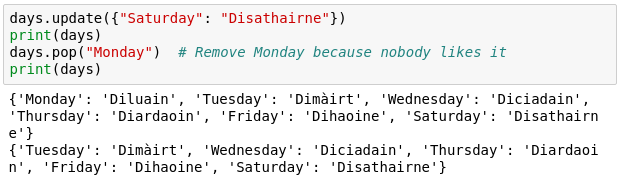 days.update({"Saturday": "Disathairne"})
print(days)
days.pop("Monday")  # Remove Monday because nobody likes it
print(days)
{'Monday': 'Diluain', 'Tuesday': 'Dimàirt', 'Wednesday': 'Diciadain',
'Thursday': 'Diardaoin', 'Friday': 'Dihaoine', 'Saturday': 'Disathairn
e'}
{'Tuesday': 'Dimàirt', 'Wednesday': 'Diciadain', 'Thursday': 'Diardaoi
n', 'Friday': 'Dihaoine', 'Saturday': 'Disathairne'}